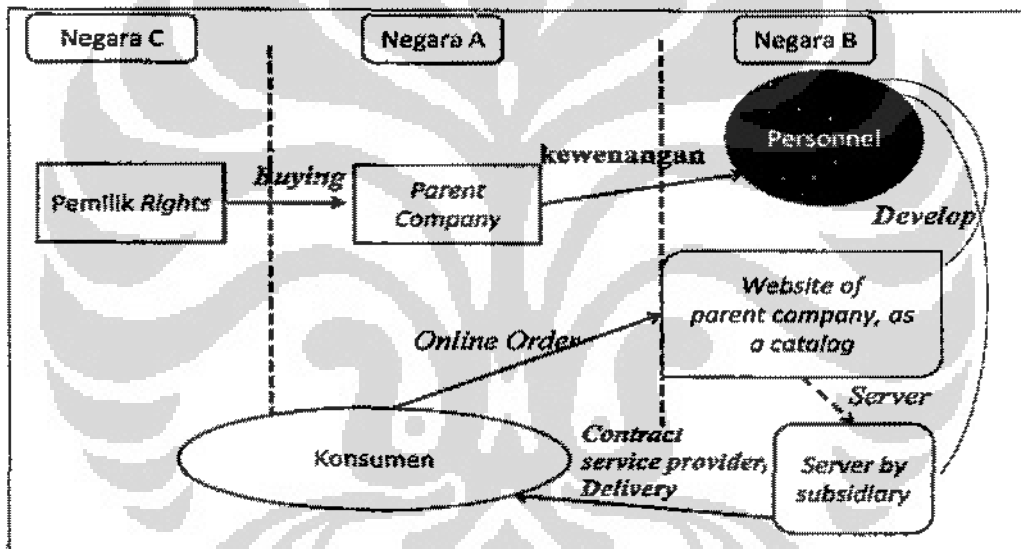 Negara C
Negara A
Negara B
Personnel
kewenangan
Buying
Pemilik Rights
Parent
Company
Develop
Website of
parent company, as
a catalog
Online Order
Server
Konsumen
Contract
service provider,
Delivery
Server by
subsidiary